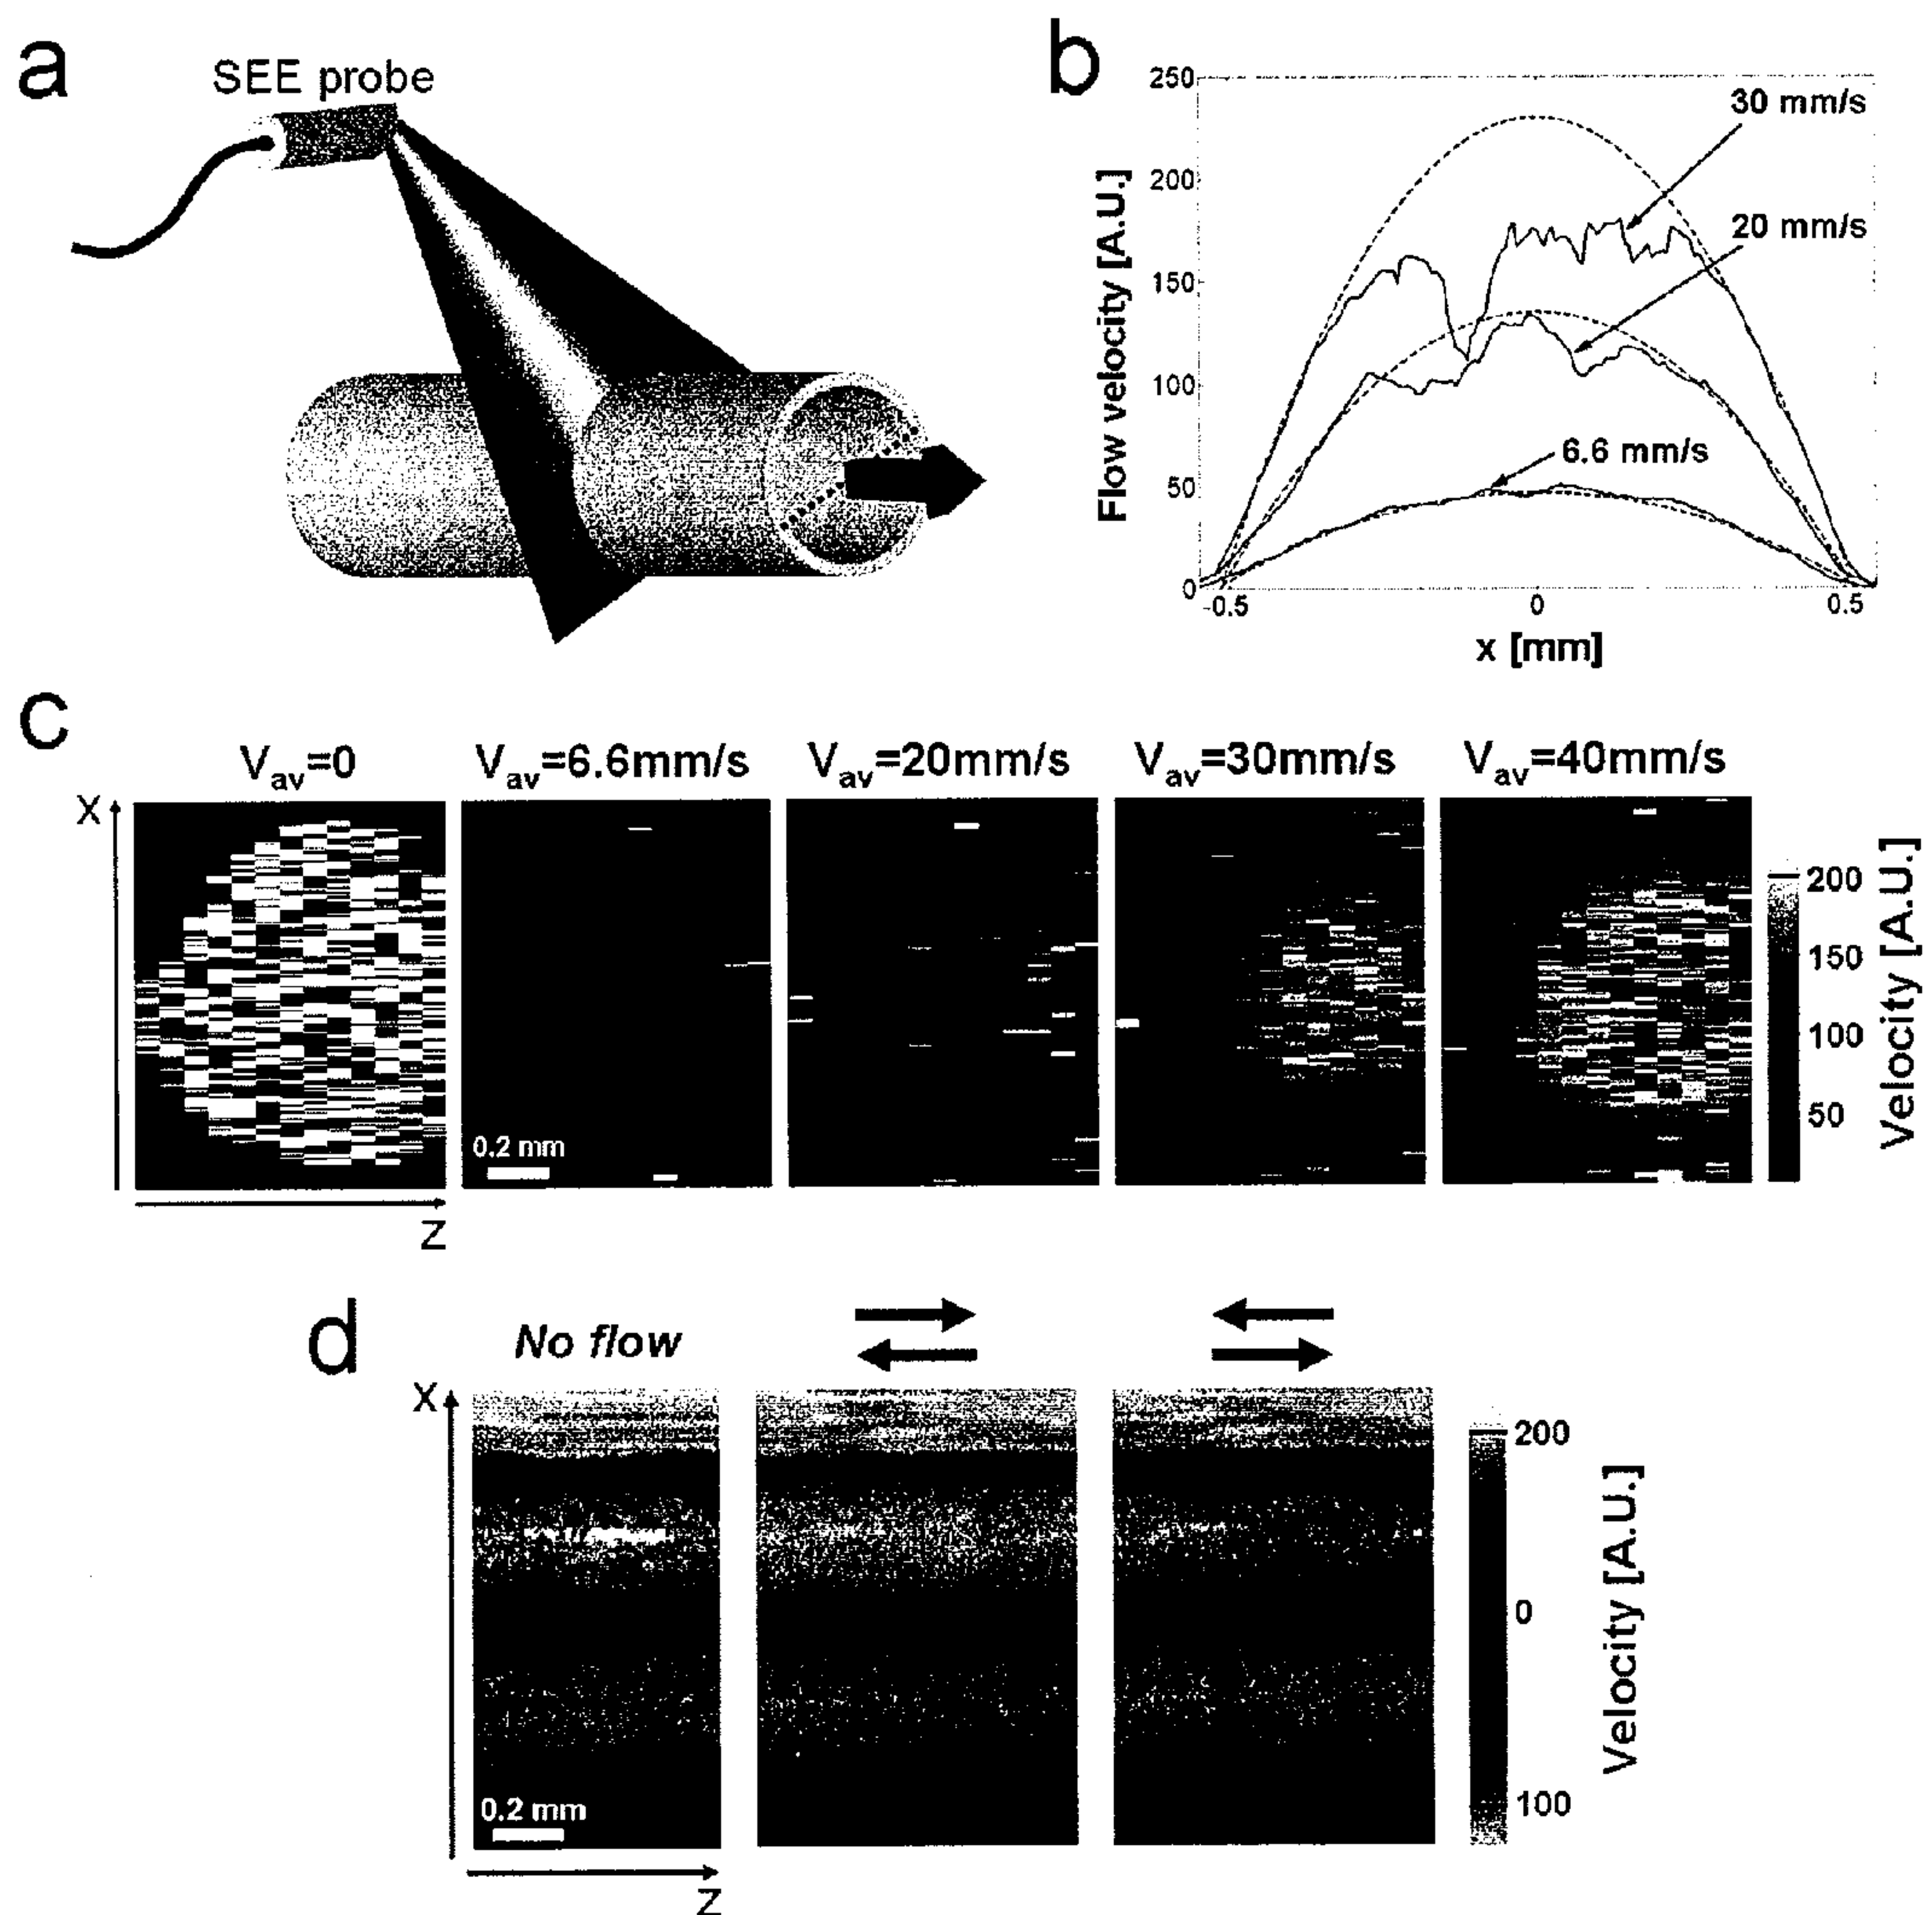 a
SEE probe
b
250
200
150
100
50
0
-0.5
0
0.5
Flow velocity [A.U.]
x [mm]
30 mm/s
20 mm/s
6.6 mm/s
c
Vav=0
Vav=6.6mm/s
Vav=20mm/s
Vav=30mm/s
Vav=40mm/s
X
Z
0.2 mm
200
150
100
50
Velocity [A.U.]
d
No flow
X
Z
0.2 mm
200
0
100
Velocity [A.U.]